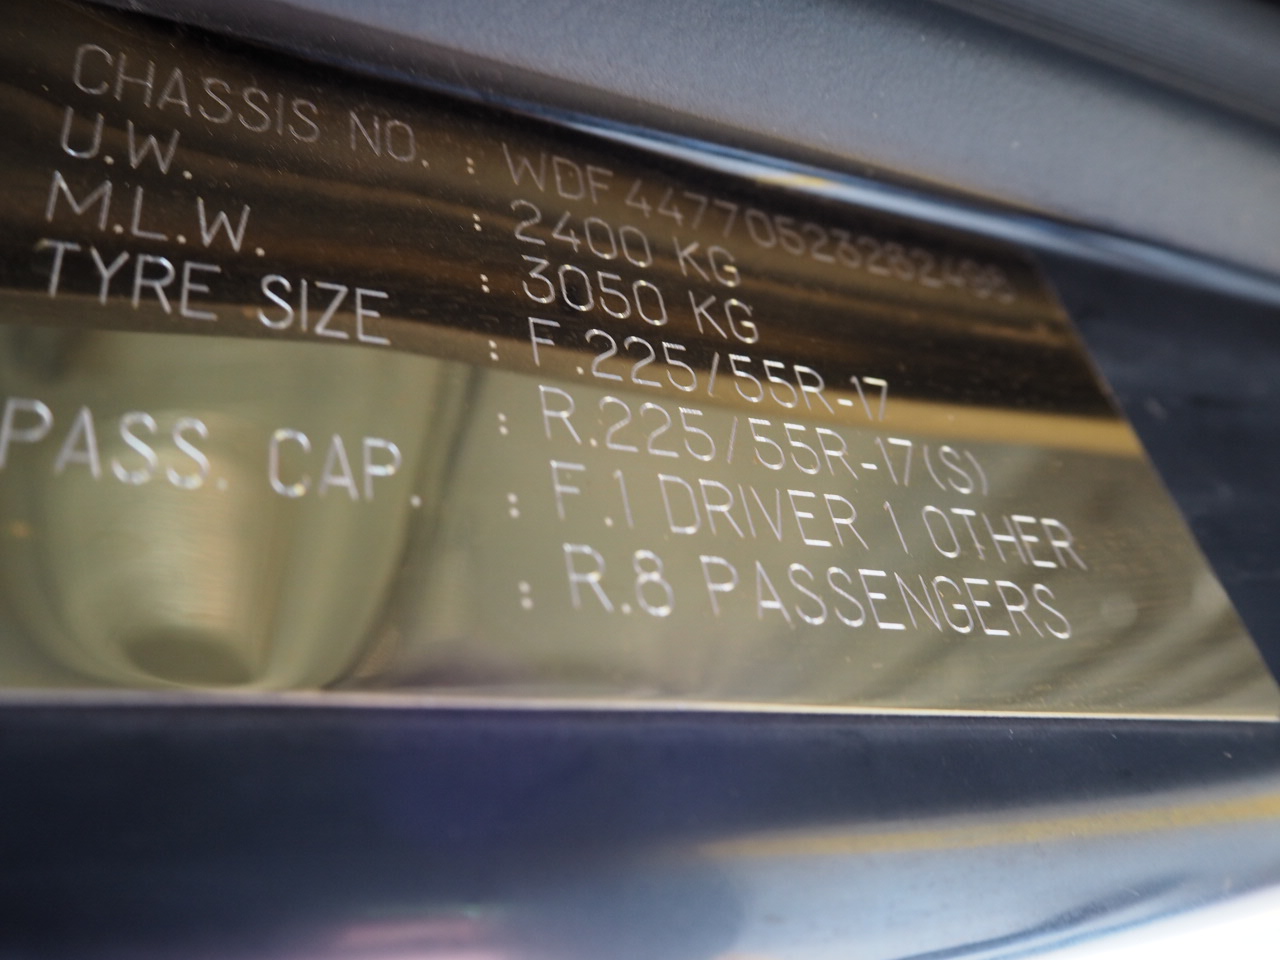 CHASSIS NO. :
U.W. : 2400 KG
M.L.W. : 3050 KG
TYRE SIZE : F.225/55R-17
: R.225/55R-17(S)
PASS. CAP. : F.1 DRIVER 1 OTHER
: R.8 PASSENGERS